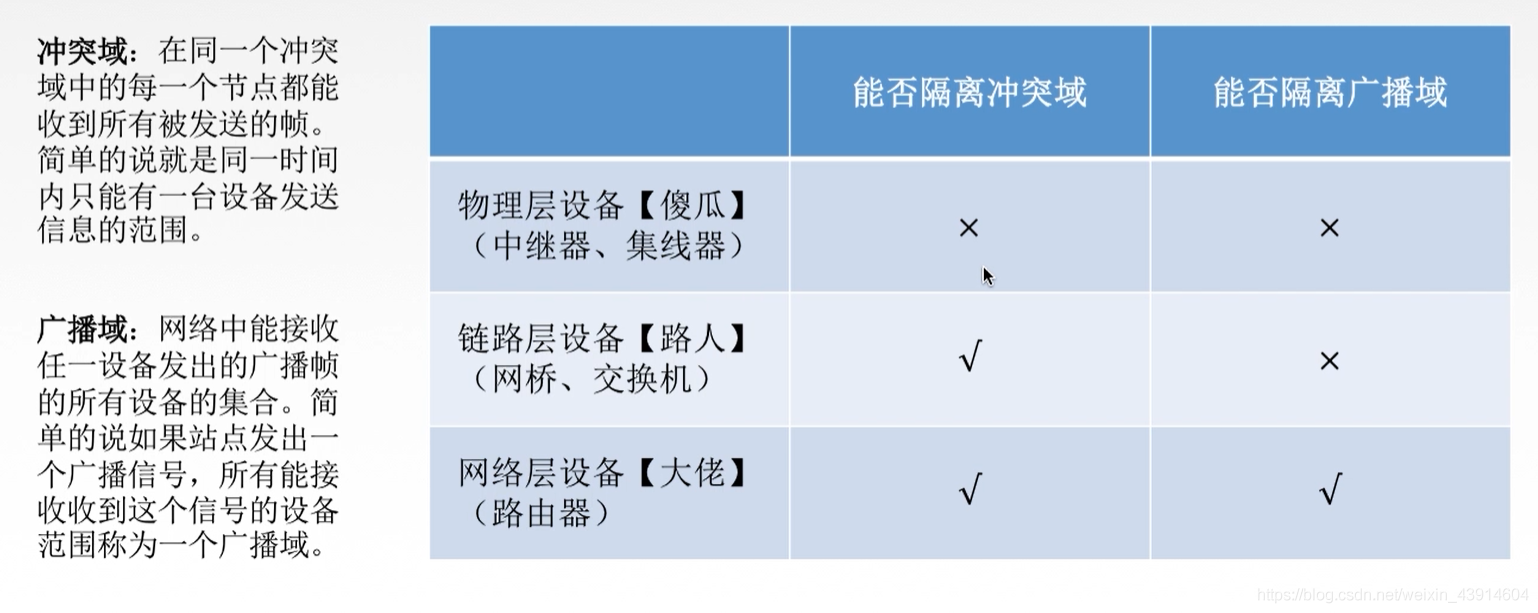 冲突域：在同一个冲突
域中的每一个节点都能
收到所有被发送的帧。
简单的说就是同一时间
内只能有一台设备发送
信息的范围。
广播域：网络中能接收
任一设备发出的广播帧
的所有设备的集合。简
单的说如果站点发出一
个广播信号，所有能接
收收到这个信号的设备
范围称为一个广播域。
能否隔离冲突域 能否隔离广播域
物理层设备【傻瓜】
（中继器、集线器） × ×
链路层设备【路人】
（网桥、交换机） √ ×
网络层设备【大佬】
（路由器） √ √
https://blog.csdn.net/weixin_43914604